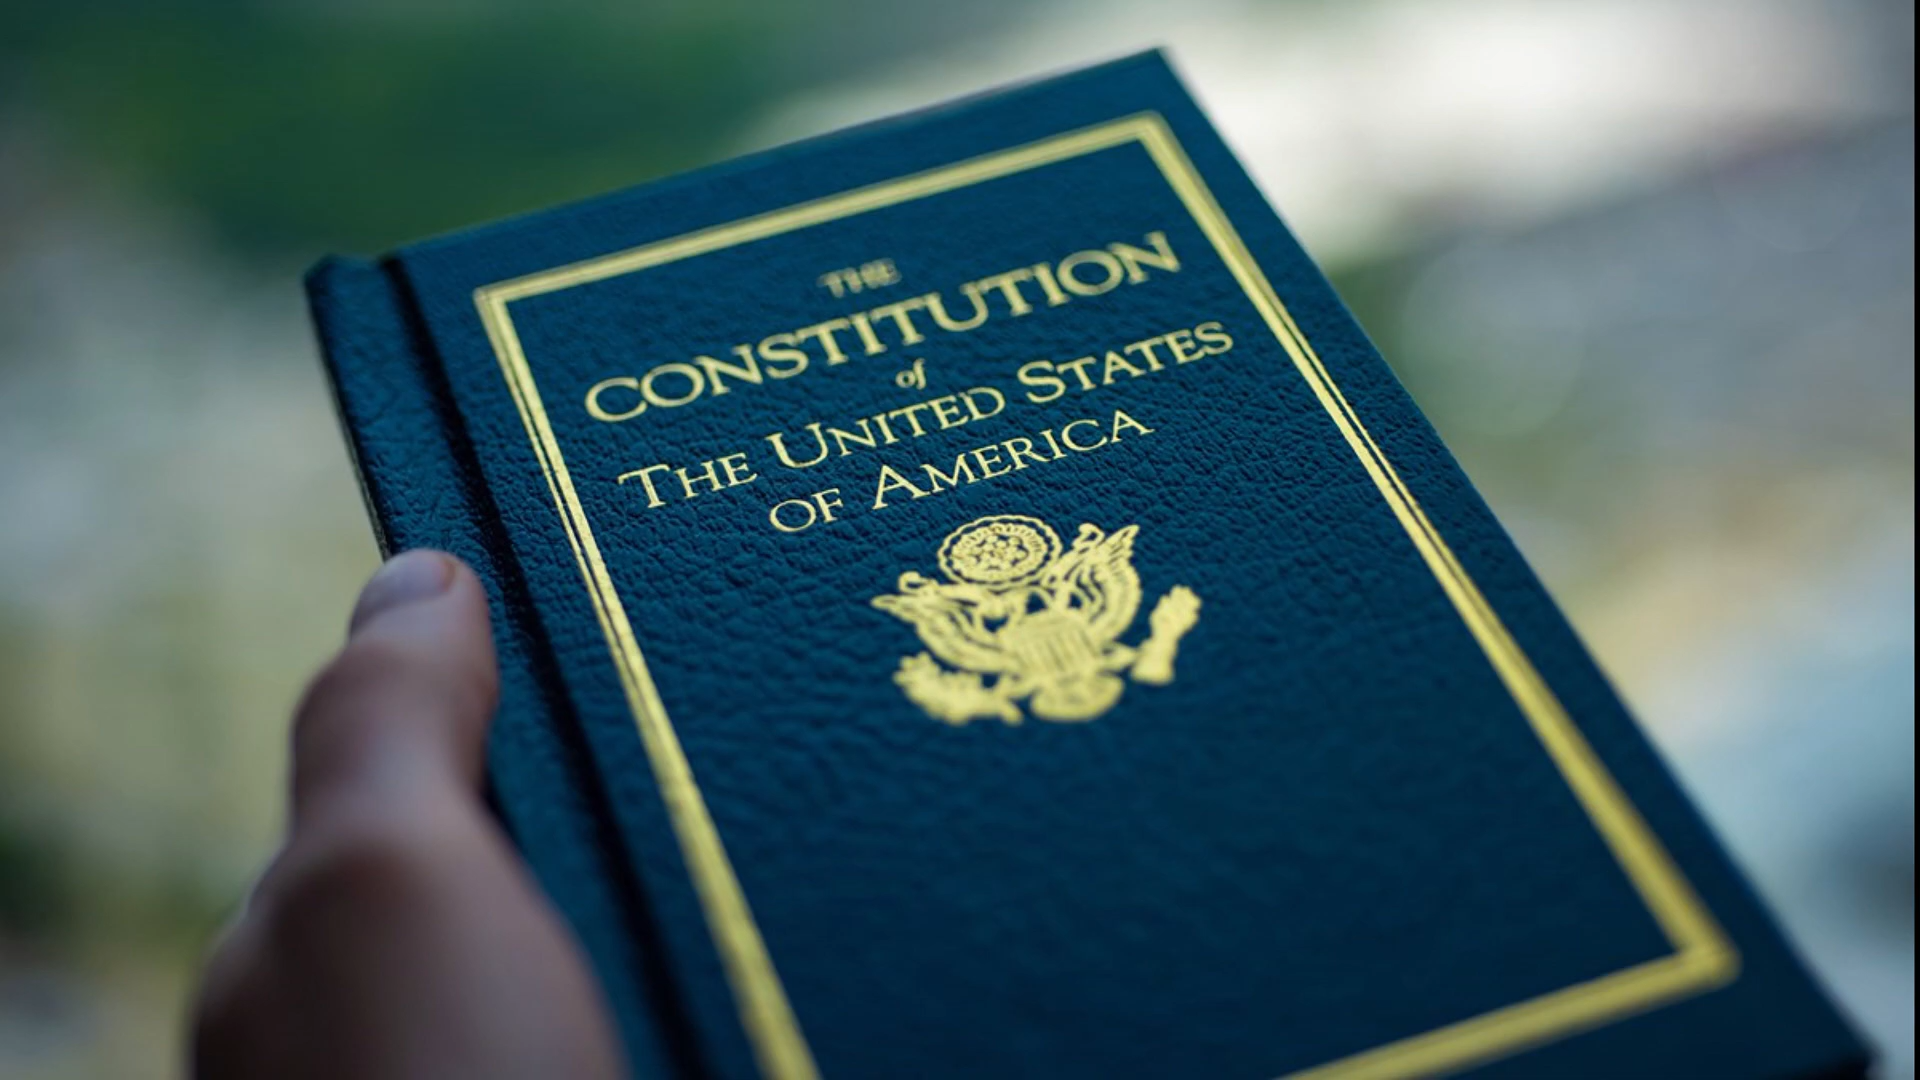 THE
CONSTITUTION
of
THE UNITED STATES
OF AMERICA